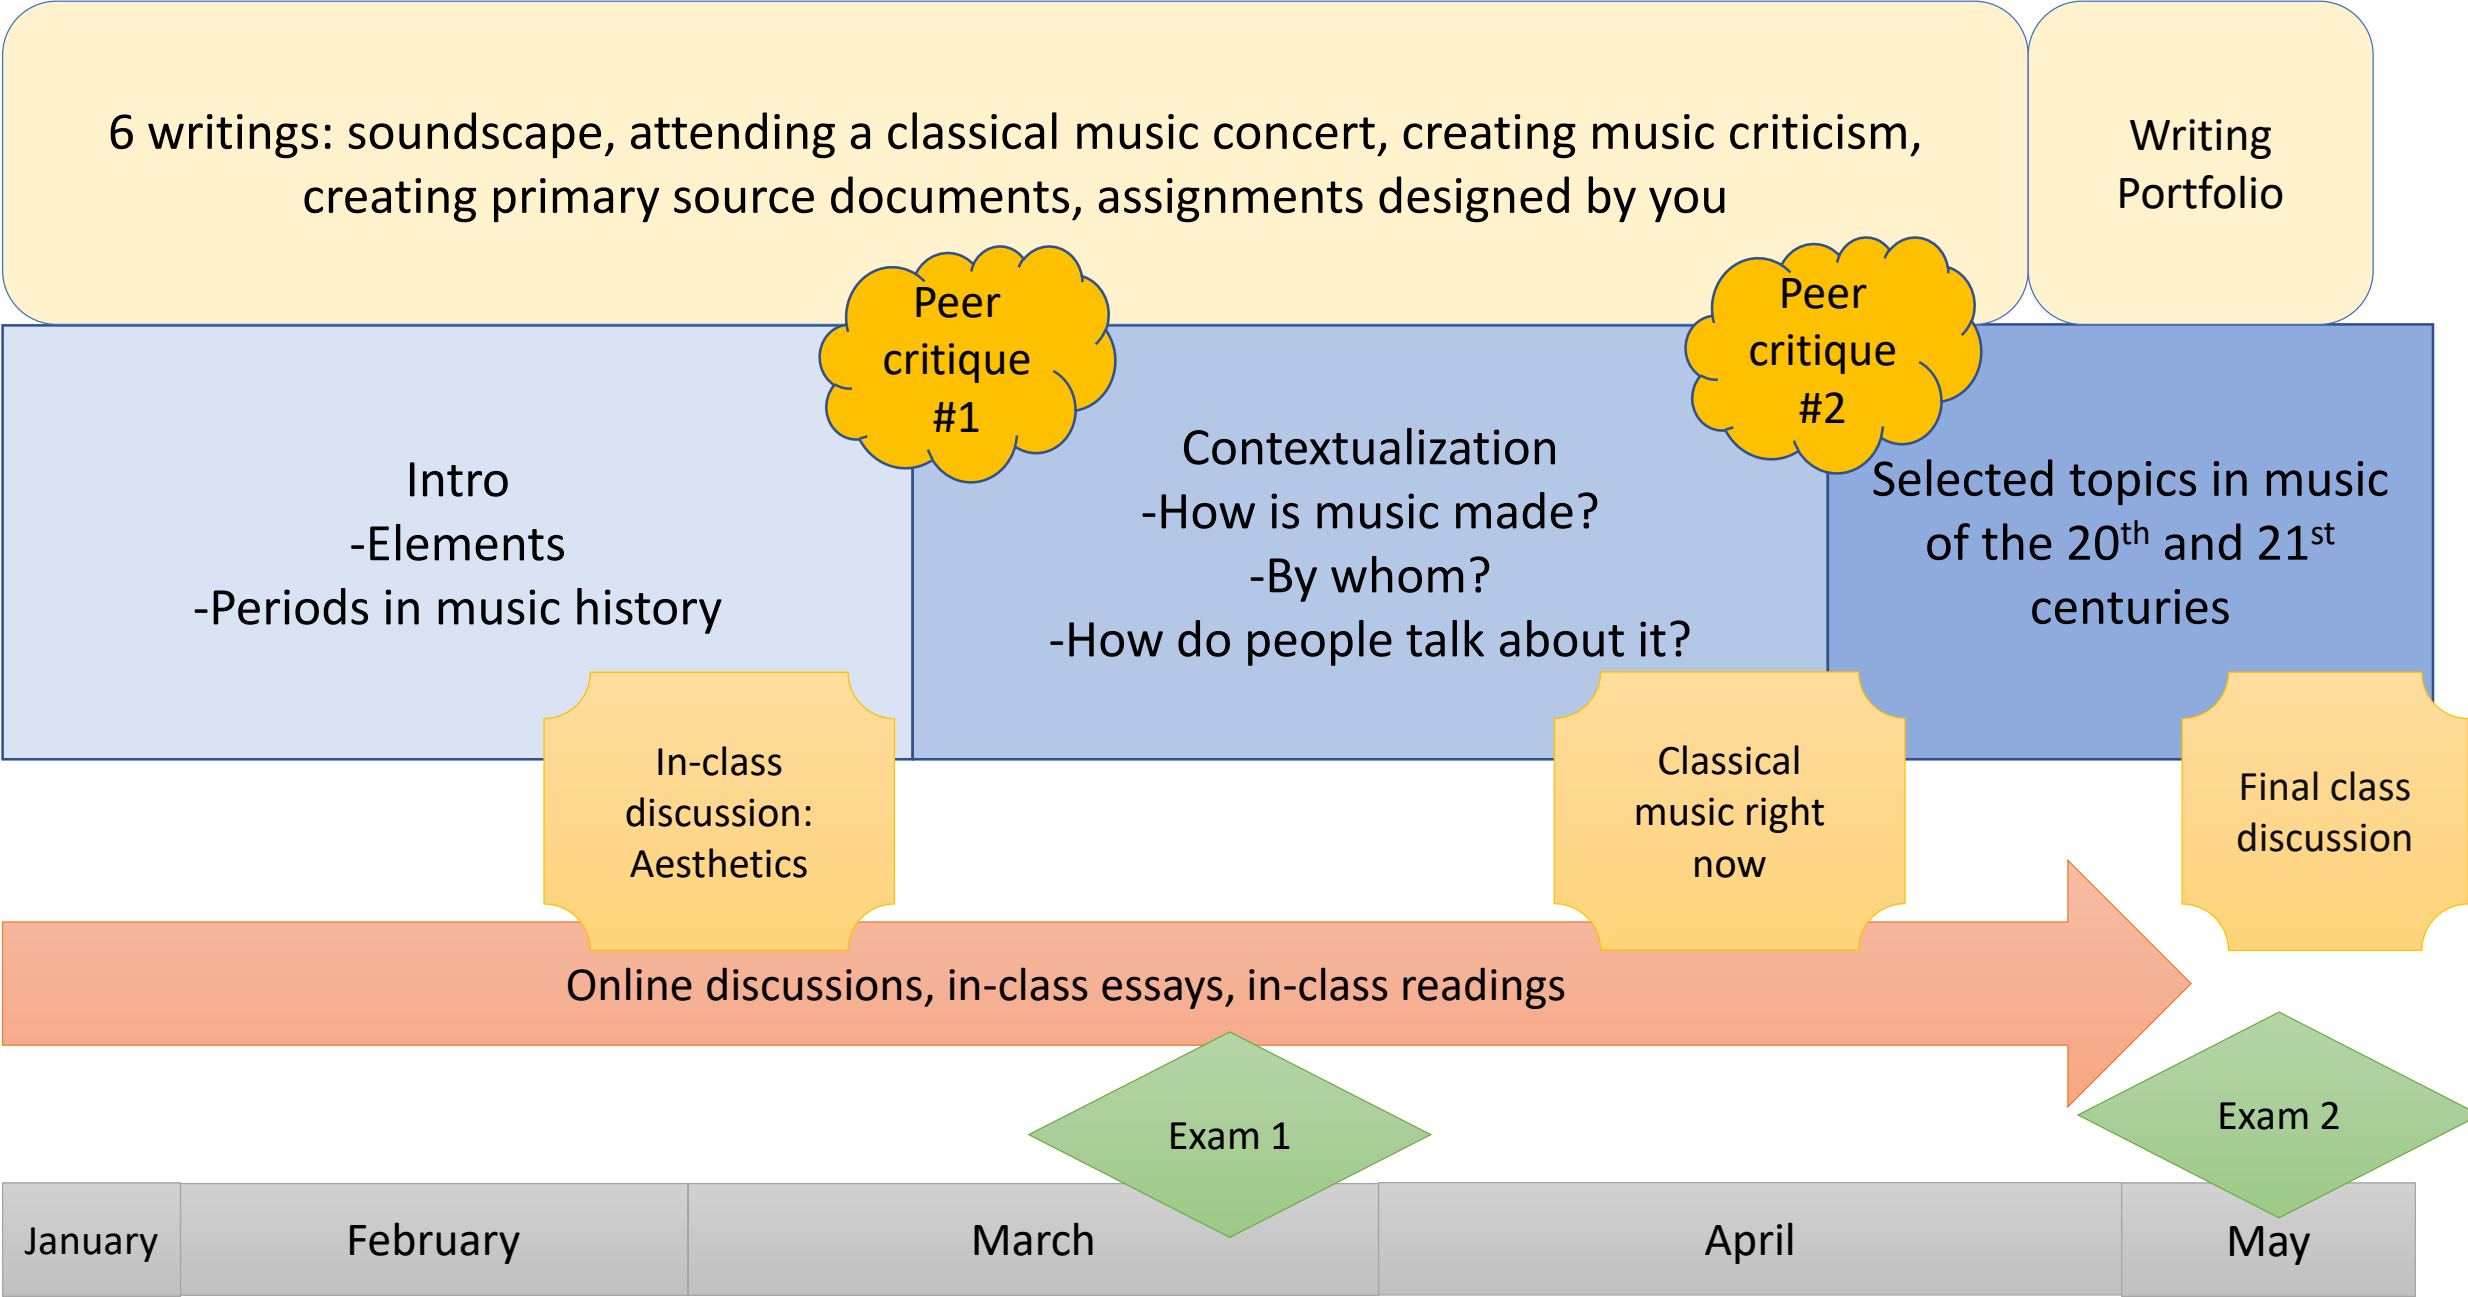 6 writings: soundscape, attending a classical music concert, creating music criticism,
creating primary source documents, assignments designed by you
Writing
Portfolio
Peer
critique
#1
Peer
critique
#2
Intro
-Elements
-Periods in music history
Contextualization
-How is music made?
-By whom?
-How do people talk about it?
Selected topics in music
of the 20th and 21st
centuries
In-class
discussion:
Aesthetics
Classical
music right
now
Final class
discussion
Online discussions, in-class essays, in-class readings
Exam 1
Exam 2
January
February
March
April
May